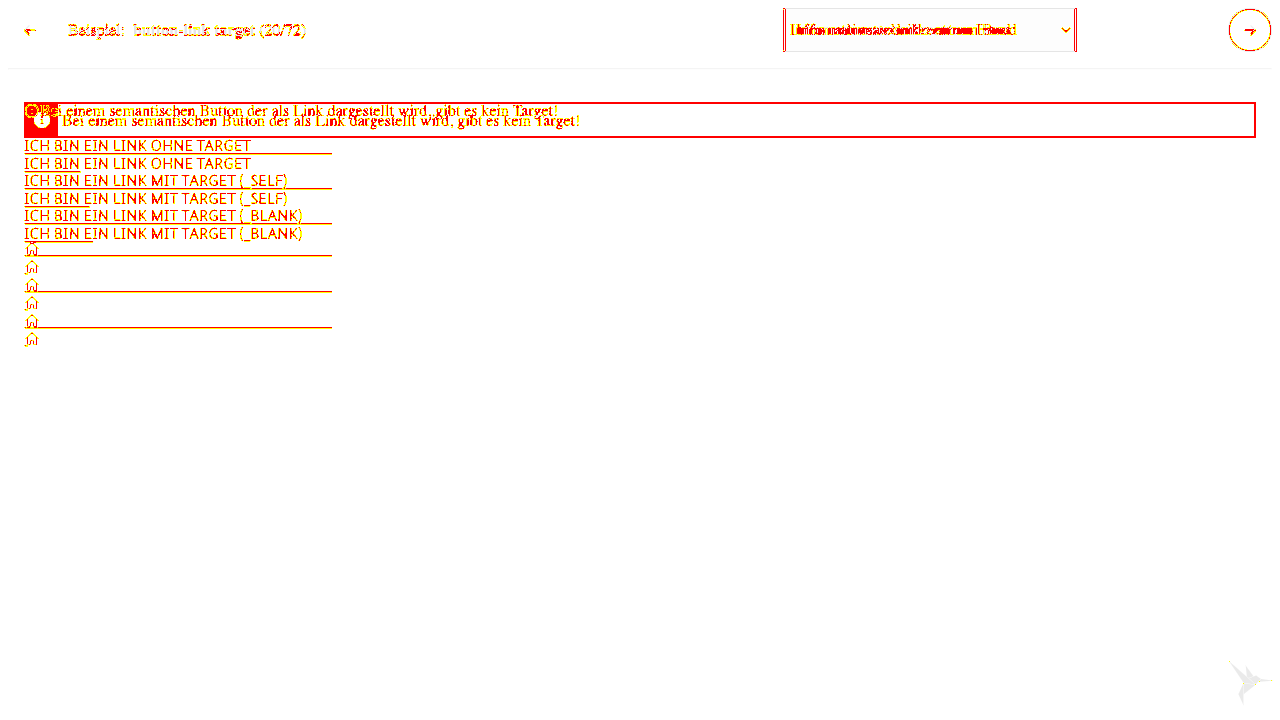 ← Beispiel: button-link target (20/72) →
Bei einem semantischen Button der als Link dargestellt wird, gibt es kein Target!
Bei einem semantischen Button der als Link dargestellt wird, gibt es kein Target!
ICH BIN EIN LINK OHNE TARGET
ICH BIN EIN LINK OHNE TARGET
ICH BIN EIN LINK MIT TARGET (_SELF)
ICH BIN EIN LINK MIT TARGET (_SELF)
ICH BIN EIN LINK MIT TARGET (_BLANK)
ICH BIN EIN LINK MIT TARGET (_BLANK)